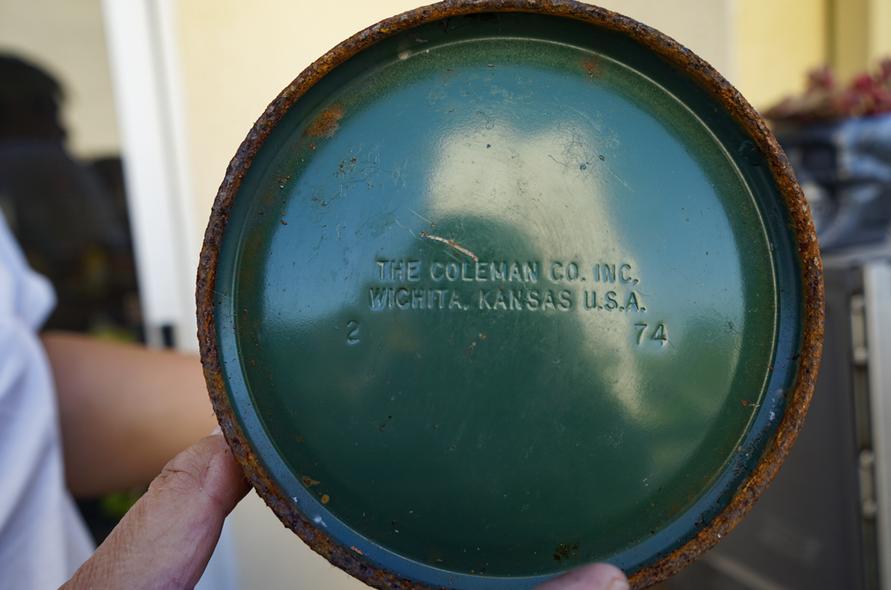 THE COLEMAN CO. INC.
WICHITA, KANSAS U.S.A.
2 74